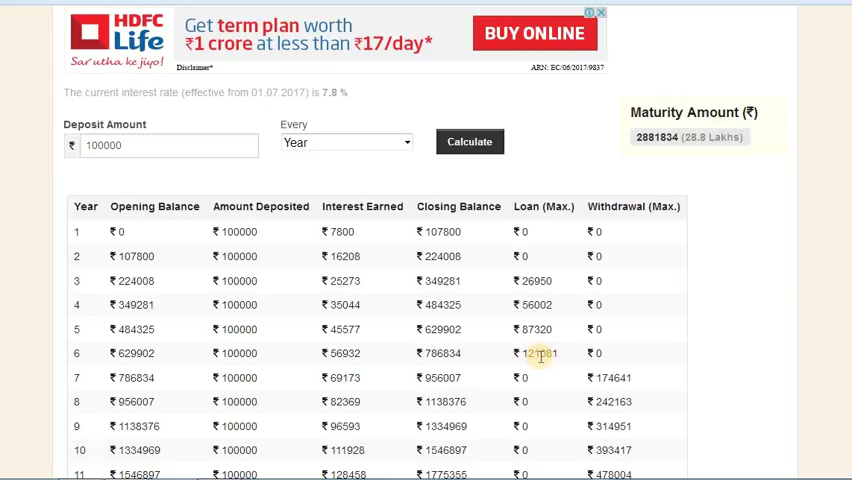 HDFC
Life
Sar utha ke jiyo!
Get term plan worth
₹1 crore at less than ₹17/day*
BUY ONLINE
Disclaimer*
ARN: EC/06/2017/9837
The current interest rate (effective from 01.07.2017) is 7.8 %
Maturity Amount (₹)
2881834 (28.8 Lakhs)
Deposit Amount
Every
₹ 100000
Year
Calculate
Year Opening Balance Amount Deposited Interest Earned Closing Balance Loan (Max.) Withdrawal (Max.)
1 ₹ 0 ₹ 100000 ₹ 7800 ₹ 107800 ₹ 0 ₹ 0
2 ₹ 107800 ₹ 100000 ₹ 16208 ₹ 224008 ₹ 0 ₹ 0
3 ₹ 224008 ₹ 100000 ₹ 25273 ₹ 349281 ₹ 26950 ₹ 0
4 ₹ 349281 ₹ 100000 ₹ 35044 ₹ 484325 ₹ 56002 ₹ 0
5 ₹ 484325 ₹ 100000 ₹ 45577 ₹ 629902 ₹ 87320 ₹ 0
6 ₹ 629902 ₹ 100000 ₹ 56932 ₹ 786834 ₹ 121081 ₹ 0
7 ₹ 786834 ₹ 100000 ₹ 69173 ₹ 956007 ₹ 0 ₹ 174641
8 ₹ 956007 ₹ 100000 ₹ 82369 ₹ 1138376 ₹ 0 ₹ 242163
9 ₹ 1138376 ₹ 100000 ₹ 96593 ₹ 1334969 ₹ 0 ₹ 314951
10 ₹ 1334969 ₹ 100000 ₹ 111928 ₹ 1546897 ₹ 0 ₹ 393417
11 ₹ 1546897 ₹ 100000 ₹ 128458 ₹ 1775355 ₹ 0 ₹ 478004